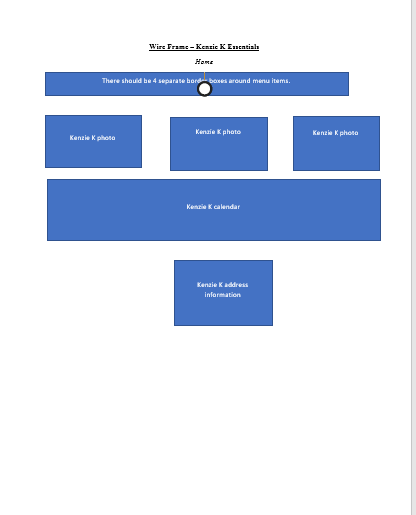 Wire Frame – Kenzie K Essentials
Home
There should be 4 separate border boxes around menu items.
Kenzie K photo
Kenzie K photo
Kenzie K photo
Kenzie K calendar
Kenzie K address
information